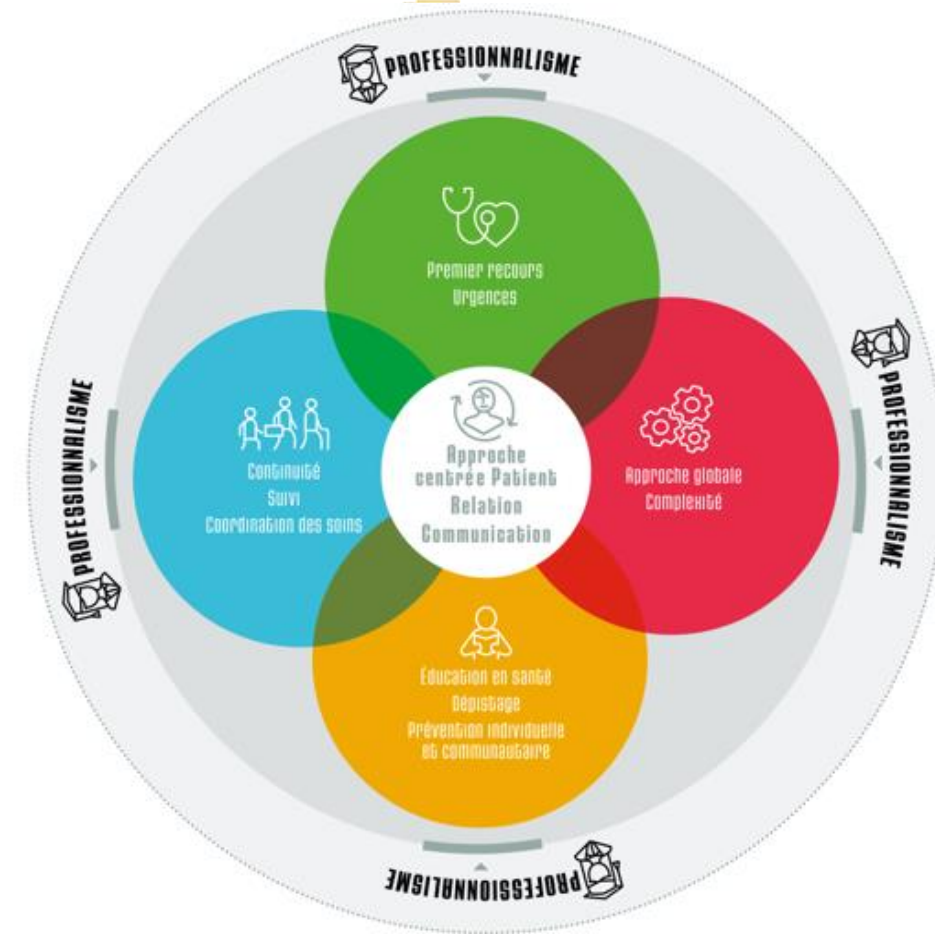 PROFESSIONNALISME
Premier recours
Urgences
PROFESSIONNALISME
Continuité
Suivi
Coordination des soins
Approche
centrée Patient
Relation
Communication
Approche globale
Complexité
PROFESSIONNALISME
Éducation en santé
Dépistage
Prévention individuelle
et communautaire
PROFESSIONNALISME